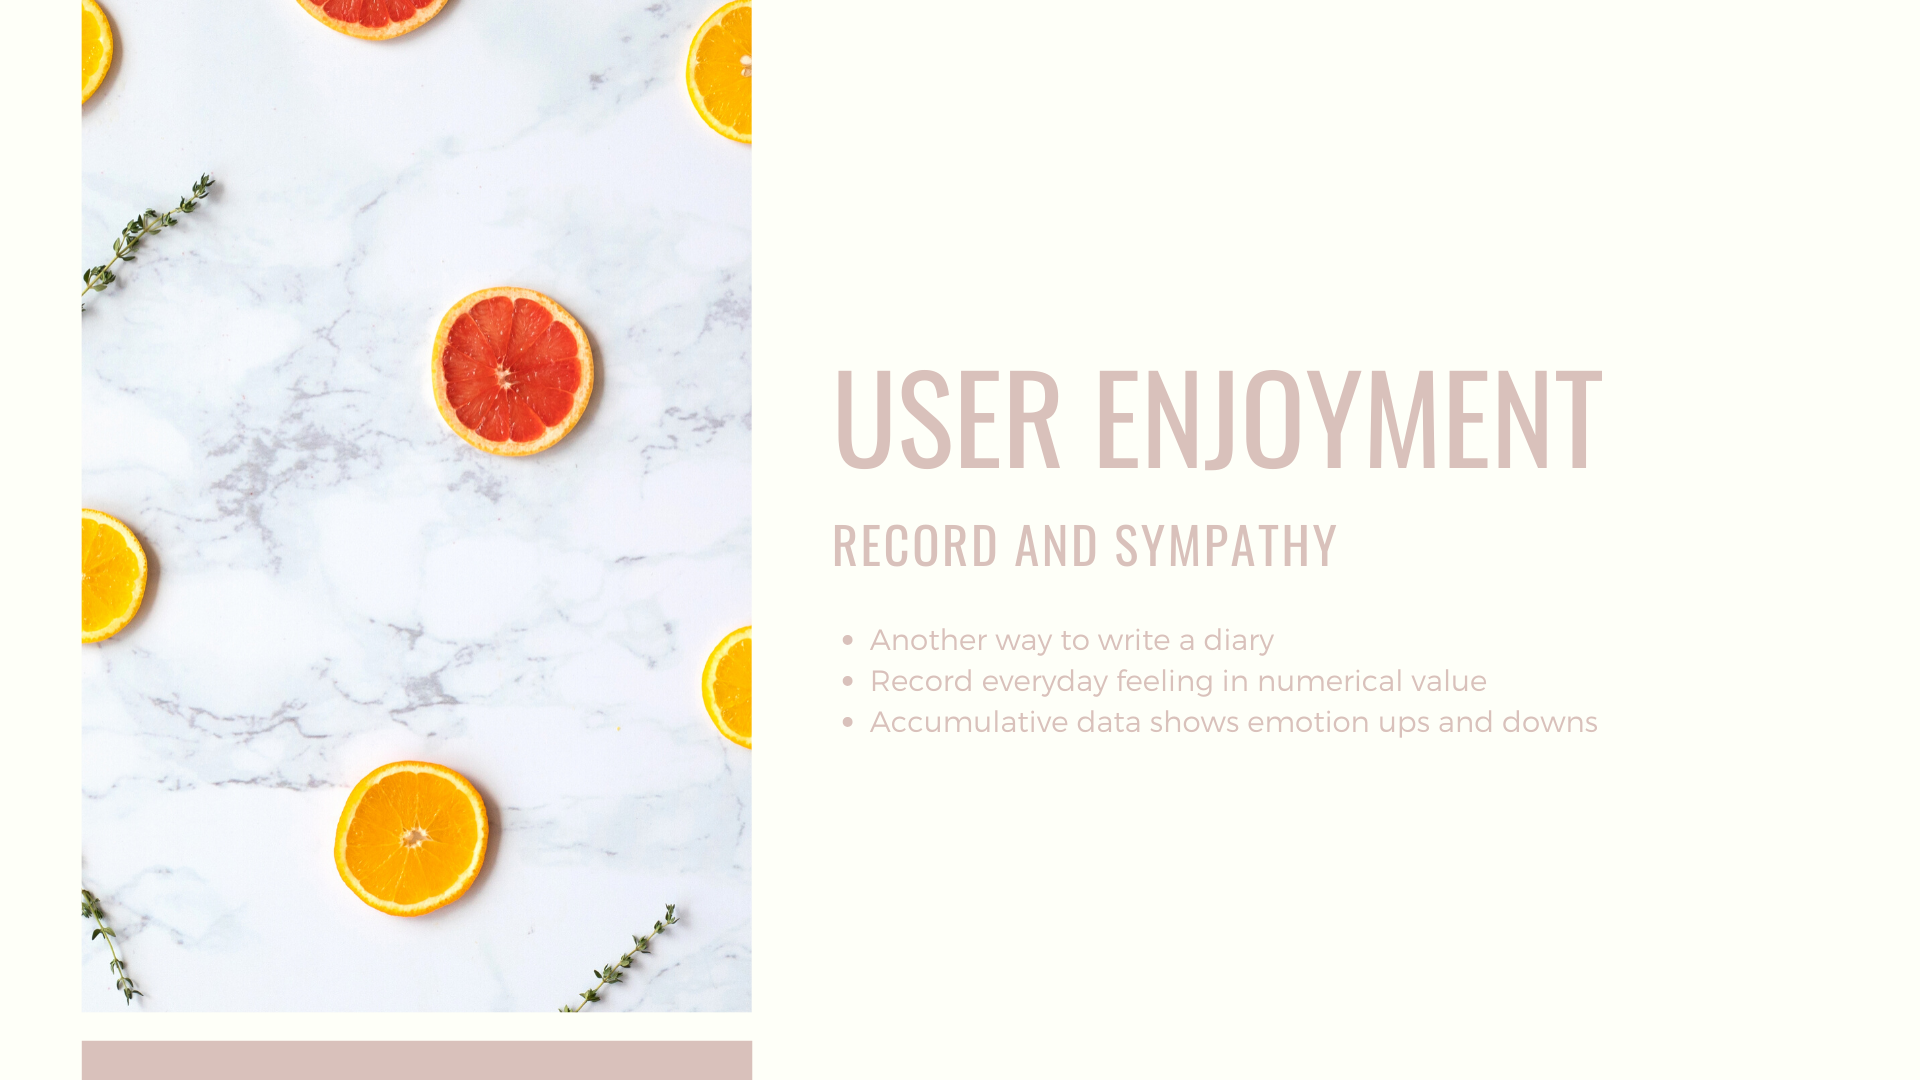 USER ENJOYMENT
RECORD AND SYMPATHY
• Another way to write a diary
• Record everyday feeling in numerical value
• Accumulative data shows emotion ups and downs